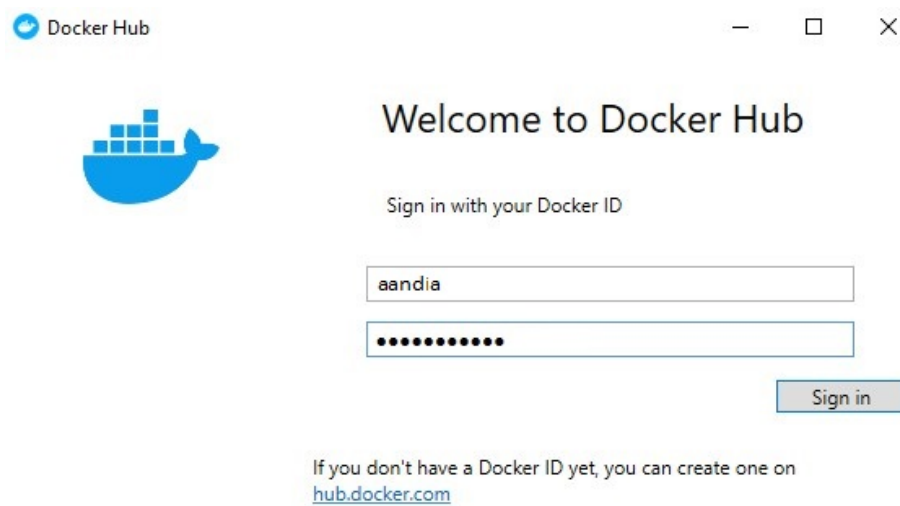 Docker Hub
Welcome to Docker Hub
Sign in with your Docker ID
aandia
●●●●●●●●●●●
Sign in
If you don't have a Docker ID yet, you can create one on
hub.docker.com